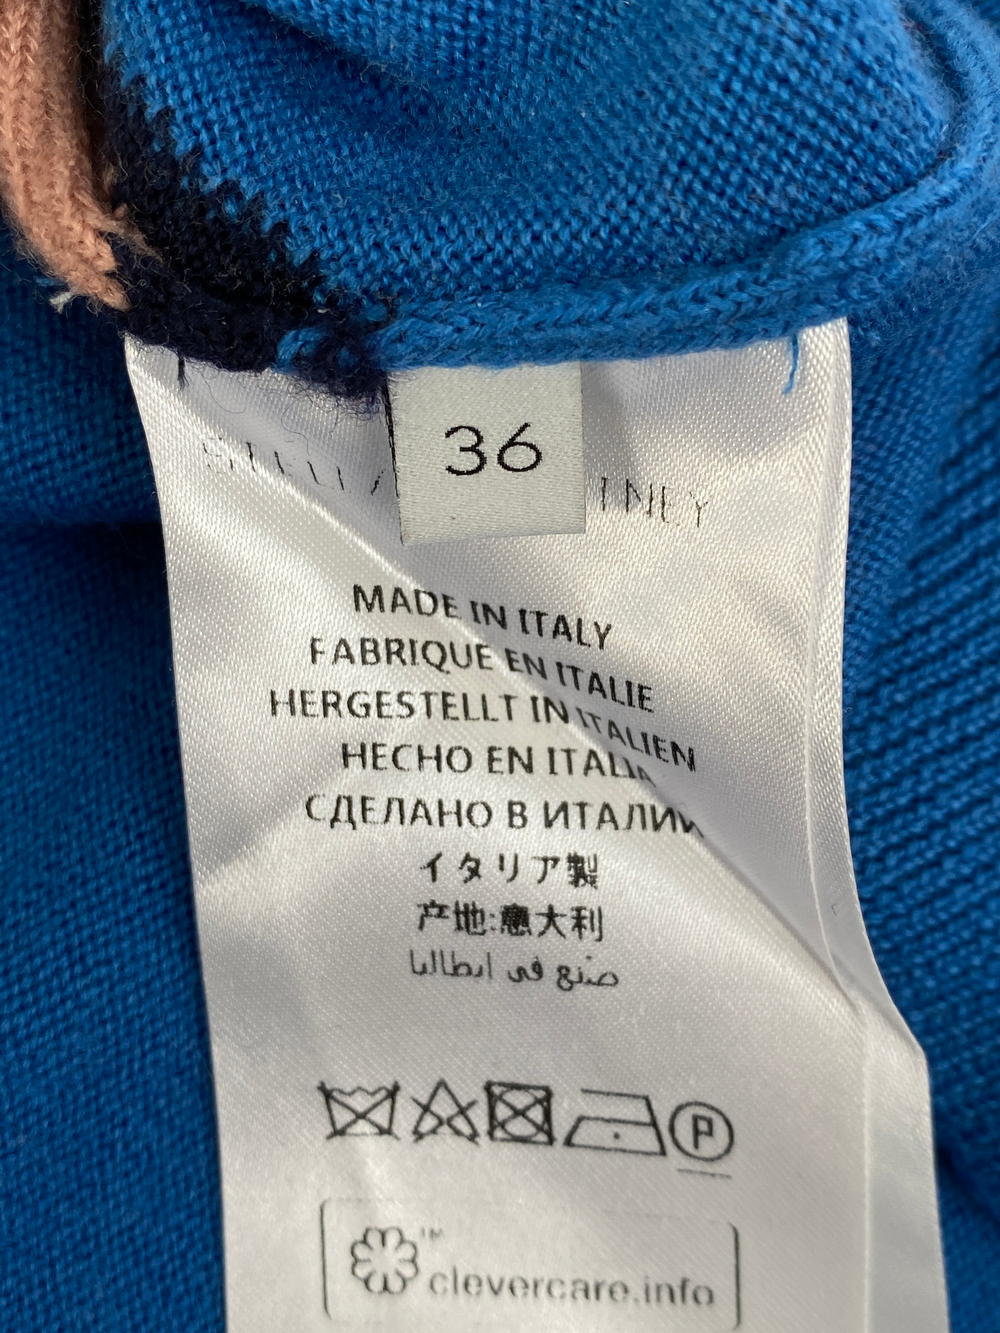 36
MADE IN ITALY
FABRIQUE EN ITALIE
HERGESTELLT IN ITALIEN
HECHO EN ITALIA
СДЕЛАНО В ИТАЛИИ
イタリア製
产地:意大利
صنع في ايطاليا
P
clevercare.info